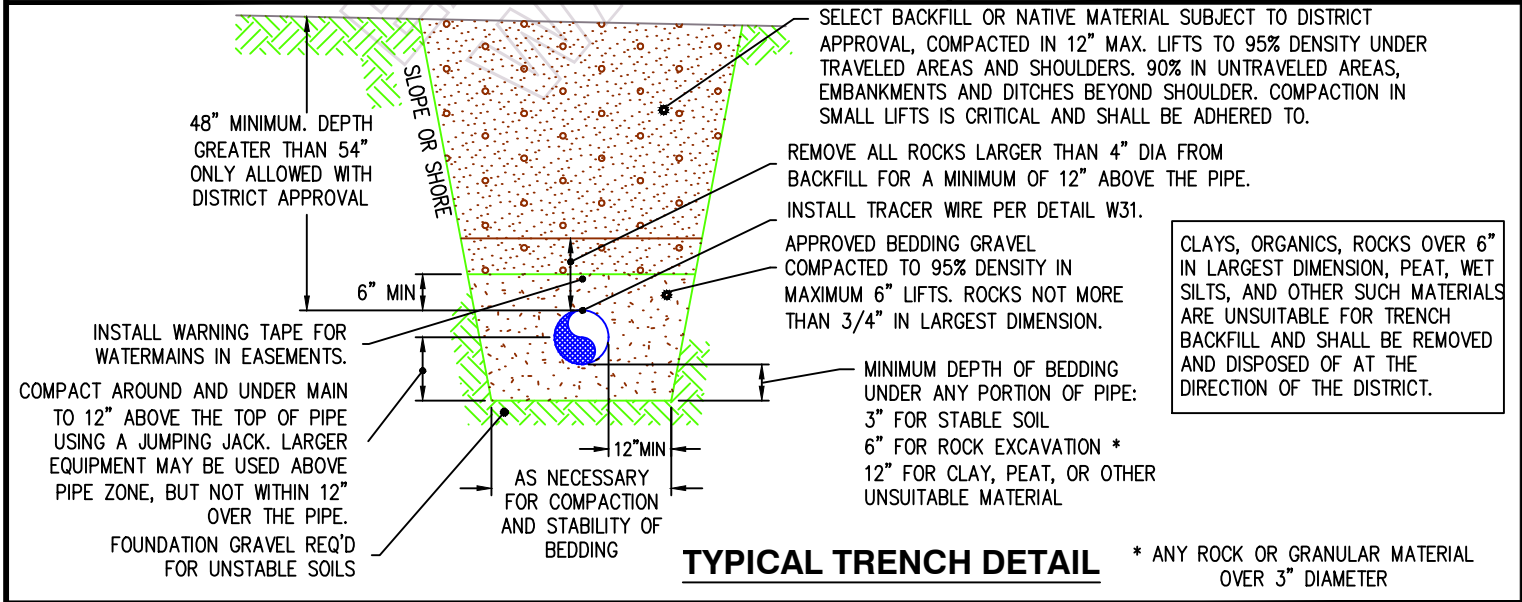 SELECT BACKFILL OR NATIVE MATERIAL SUBJECT TO DISTRICT
APPROVAL, COMPACTED IN 12" MAX. LIFTS TO 95% DENSITY UNDER
TRAVELED AREAS AND SHOULDERS. 90% IN UNTRAVELED AREAS,
EMBANKMENTS AND DITCHES BEYOND SHOULDER. COMPACTION IN
SMALL LIFTS IS CRITICAL AND SHALL BE ADHERED TO.
SLOPE OR SHORE
48" MINIMUM. DEPTH
GREATER THAN 54"
ONLY ALLOWED WITH
DISTRICT APPROVAL
REMOVE ALL ROCKS LARGER THAN 4" DIA FROM
BACKFILL FOR A MINIMUM OF 12" ABOVE THE PIPE.
INSTALL TRACER WIRE PER DETAIL W31.
APPROVED BEDDING GRAVEL
COMPACTED TO 95% DENSITY IN
MAXIMUM 6" LIFTS. ROCKS NOT MORE
THAN 3/4" IN LARGEST DIMENSION.
CLAYS, ORGANICS, ROCKS OVER 6"
IN LARGEST DIMENSION, PEAT, WET
SILTS, AND OTHER SUCH MATERIALS
ARE UNSUITABLE FOR TRENCH
BACKFILL AND SHALL BE REMOVED
AND DISPOSED OF AT THE
DIRECTION OF THE DISTRICT.
6" MIN
INSTALL WARNING TAPE FOR
WATERMAINS IN EASEMENTS.
COMPACT AROUND AND UNDER MAIN
TO 12" ABOVE THE TOP OF PIPE
USING A JUMPING JACK. LARGER
EQUIPMENT MAY BE USED ABOVE
PIPE ZONE, BUT NOT WITHIN 12"
OVER THE PIPE.
FOUNDATION GRAVEL REQ'D
FOR UNSTABLE SOILS
12"MIN
AS NECESSARY
FOR COMPACTION
AND STABILITY OF
BEDDING
MINIMUM DEPTH OF BEDDING
UNDER ANY PORTION OF PIPE:
3" FOR STABLE SOIL
6" FOR ROCK EXCAVATION *
12" FOR CLAY, PEAT, OR OTHER
UNSUITABLE MATERIAL
TYPICAL TRENCH DETAIL
* ANY ROCK OR GRANULAR MATERIAL
OVER 3" DIAMETER